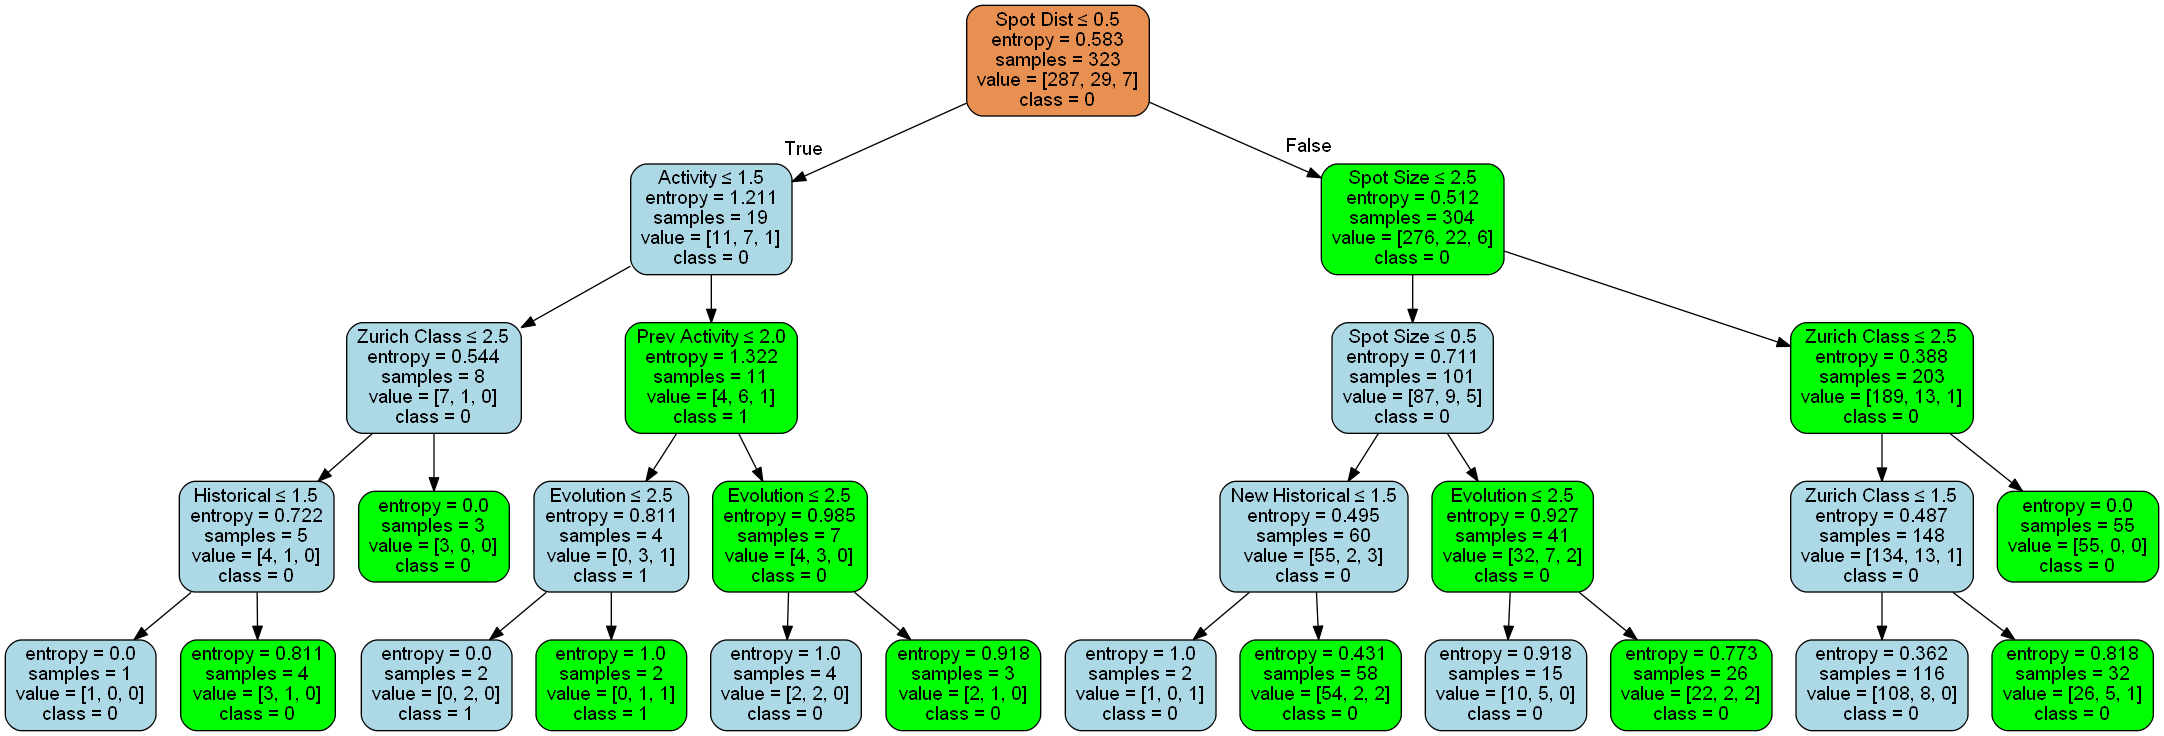 Spot Dist ≤ 0.5
entropy = 0.583
samples = 323
value = [287, 29, 7]
class = 0
True
False
Activity ≤ 1.5
entropy = 1.211
samples = 19
value = [11, 7, 1]
class = 0
Spot Size ≤ 2.5
entropy = 0.512
samples = 304
value = [276, 22, 6]
class = 0
Zurich Class ≤ 2.5
entropy = 0.544
samples = 8
value = [7, 1, 0]
class = 0
Prev Activity ≤ 2.0
entropy = 1.322
samples = 11
value = [4, 6, 1]
class = 1
Spot Size ≤ 0.5
entropy = 0.711
samples = 101
value = [87, 9, 5]
class = 0
Zurich Class ≤ 2.5
entropy = 0.388
samples = 203
value = [189, 13, 1]
class = 0
Historical ≤ 1.5
entropy = 0.722
samples = 5
value = [4, 1, 0]
class = 0
entropy = 0.0
samples = 3
value = [3, 0, 0]
class = 0
Evolution ≤ 2.5
entropy = 0.811
samples = 4
value = [0, 3, 1]
class = 1
Evolution ≤ 2.5
entropy = 0.985
samples = 7
value = [4, 3, 0]
class = 0
New Historical ≤ 1.5
entropy = 0.495
samples = 60
value = [55, 2, 3]
class = 0
Evolution ≤ 2.5
entropy = 0.927
samples = 41
value = [32, 7, 2]
class = 0
Zurich Class ≤ 1.5
entropy = 0.487
samples = 148
value = [134, 13, 1]
class = 0
entropy = 0.0
samples = 55
value = [55, 0, 0]
class = 0
entropy = 0.0
samples = 1
value = [1, 0, 0]
class = 0
entropy = 0.811
samples = 4
value = [3, 1, 0]
class = 0
entropy = 0.0
samples = 2
value = [0, 2, 0]
class = 1
entropy = 1.0
samples = 2
value = [0, 1, 1]
class = 1
entropy = 1.0
samples = 4
value = [2, 2, 0]
class = 0
entropy = 0.918
samples = 3
value = [2, 1, 0]
class = 0
entropy = 1.0
samples = 2
value = [1, 0, 1]
class = 0
entropy = 0.431
samples = 58
value = [54, 2, 2]
class = 0
entropy = 0.918
samples = 15
value = [10, 5, 0]
class = 0
entropy = 0.773
samples = 26
value = [22, 2, 2]
class = 0
entropy = 0.362
samples = 116
value = [108, 8, 0]
class = 0
entropy = 0.818
samples = 32
value = [26, 5, 1]
class = 0